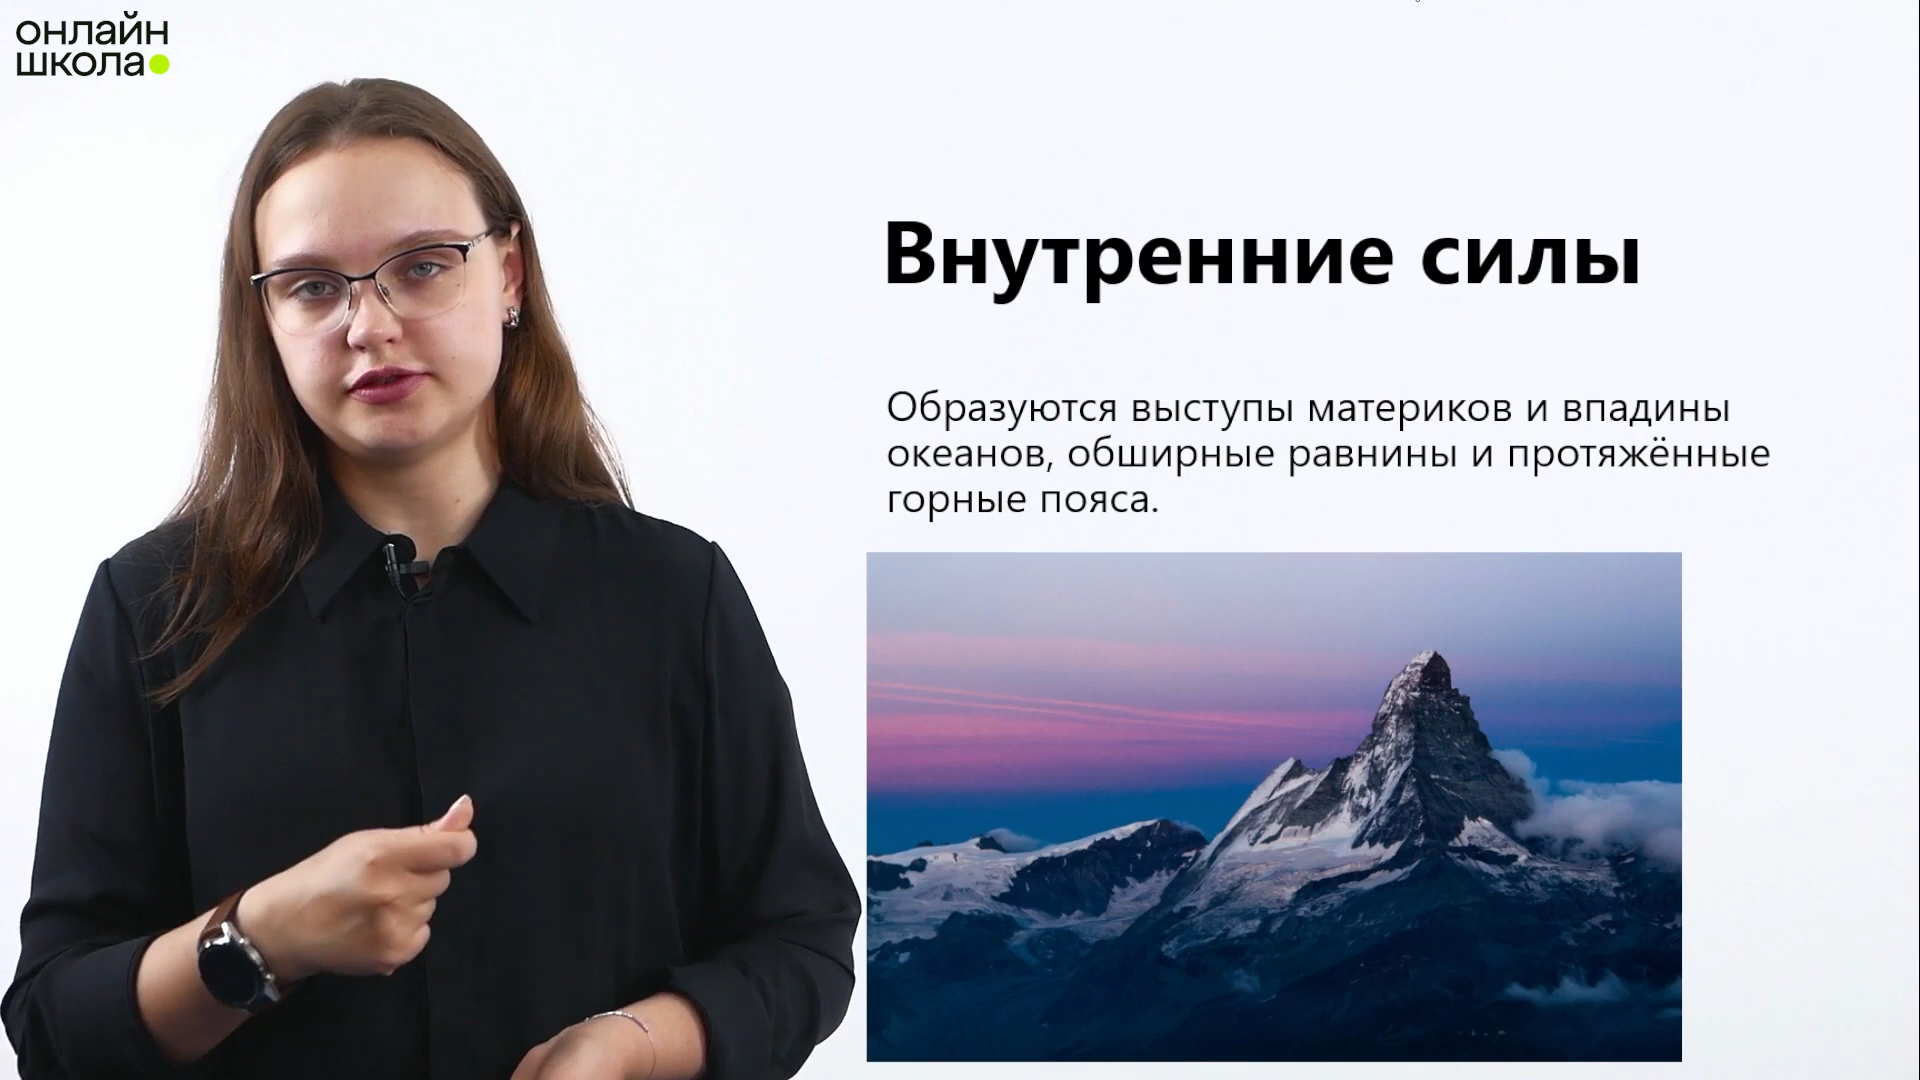 онлайн
школа
Внутренние силы
Образуются выступы материков и впадины
океанов, обширные равнины и протяжённые
горные пояса.